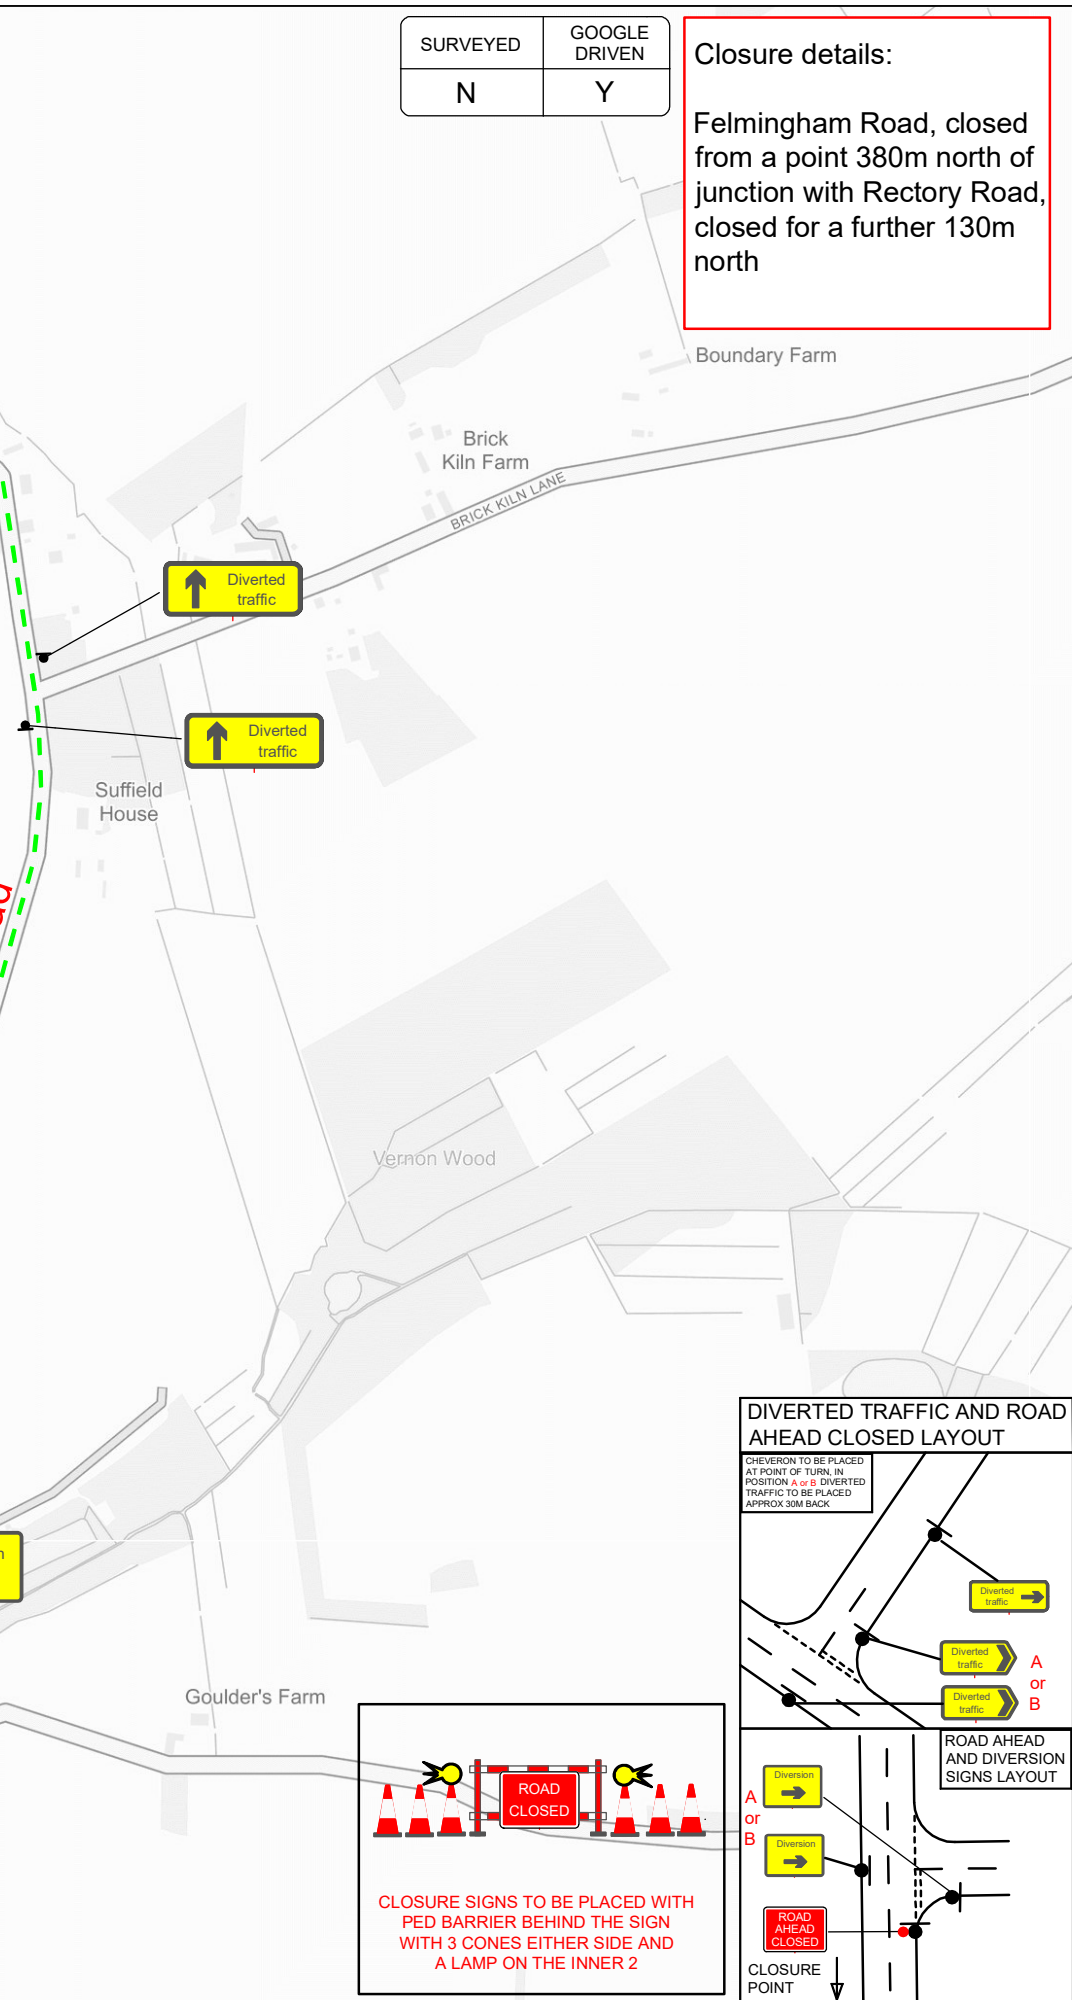 SURVEYED
GOOGLE
DRIVEN
N
Y
Closure details:
Felmingham Road, closed
from a point 380m north of
junction with Rectory Road,
closed for a further 130m
north
Boundary Farm
Brick
Kiln Farm
BRICK KILN LANE
Diverted
traffic
Diverted
traffic
Suffield
House
Vernon Wood
Goulder's Farm
ROAD
CLOSED
CLOSURE SIGNS TO BE PLACED WITH
PED BARRIER BEHIND THE SIGN
WITH 3 CONES EITHER SIDE AND
A LAMP ON THE INNER 2
DIVERTED TRAFFIC AND ROAD
AHEAD CLOSED LAYOUT
CHEVERON TO BE PLACED
AT POINT OF TURN, IN
POSITION A or B DIVERTED
TRAFFIC TO BE PLACED
APPROX 30M BACK
Diverted
traffic
Diverted
traffic
Diverted
traffic
A
or
B
ROAD AHEAD
AND DIVERSION
SIGNS LAYOUT
Diversion
A
or
B
Diversion
ROAD
AHEAD
CLOSED
CLOSURE
POINT